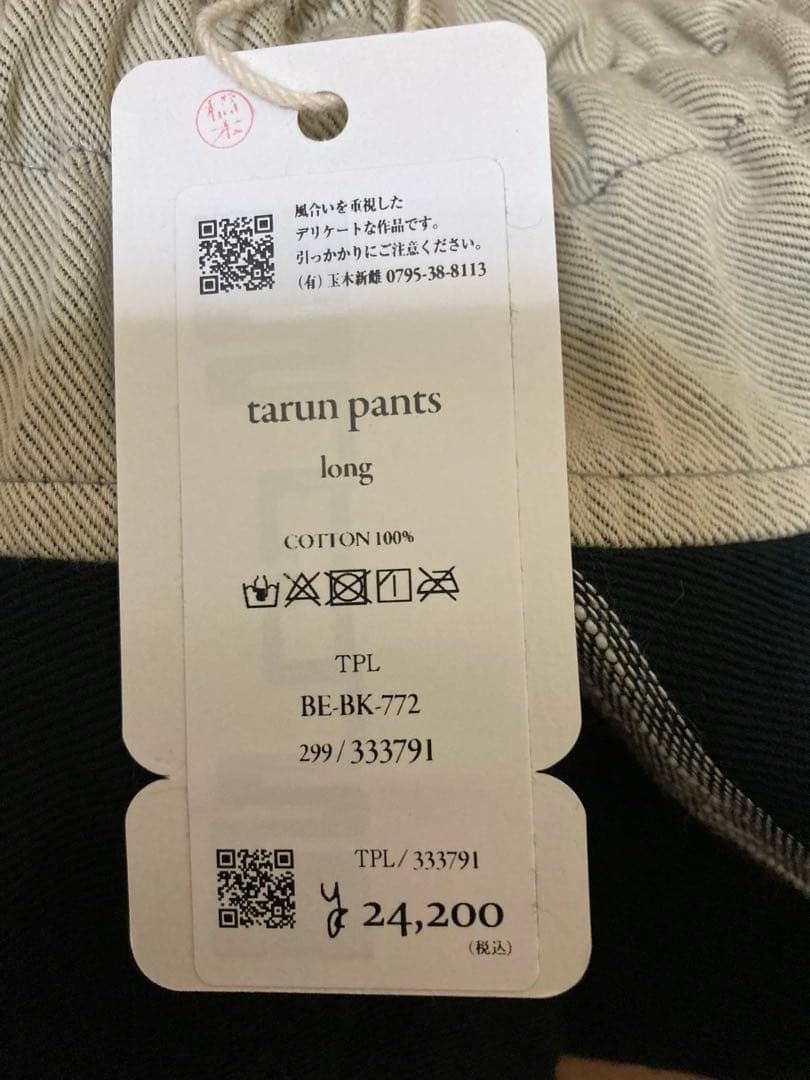 風合いを重視した
デリケートな作品です。
引っかかりにご注意ください。
(有) 玉木新雌 0795-38-8113
tarun pants
long
COTTON 100%
TPL
BE-BK-772
299 / 333791
TPL / 333791
¥ 24,200
(税込)